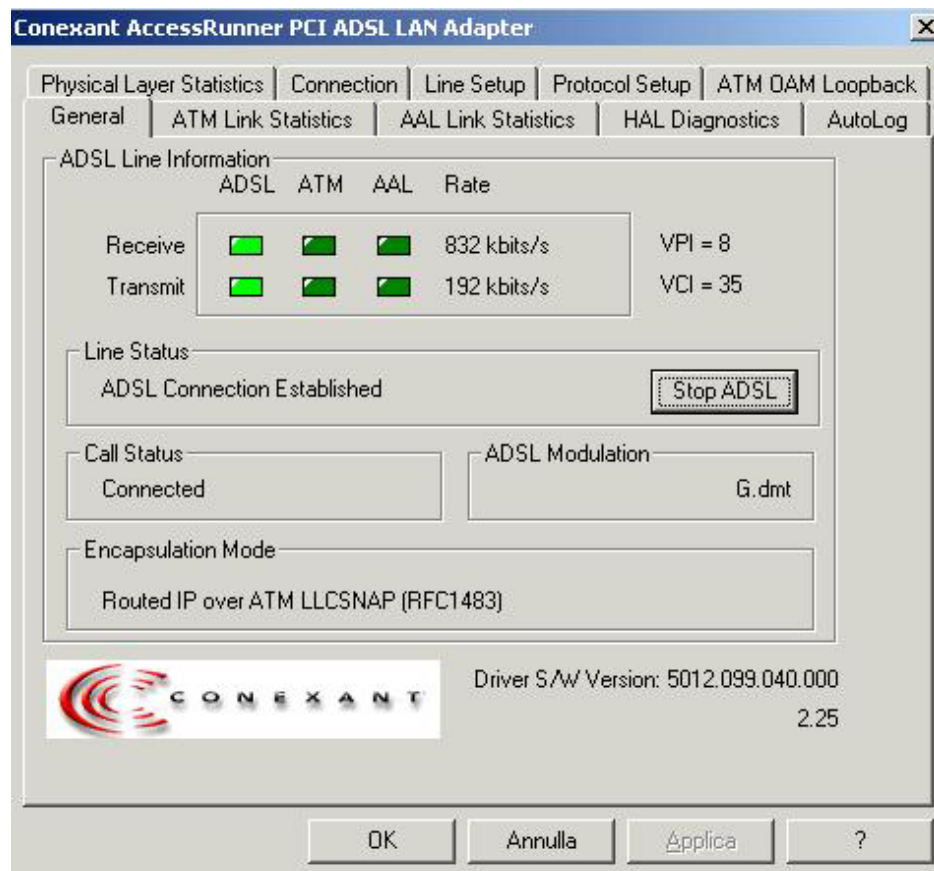 Conexant AccessRunner PCI ADSL LAN Adapter
Physical Layer Statistics Connection Line Setup Protocol Setup ATM OAM Loopback
General ATM Link Statistics AAL Link Statistics HAL Diagnostics AutoLog
ADSL Line Information
ADSL ATM AAL Rate
Receive 832 kbits/s VPI = 8
Transmit 192 kbits/s VCI = 35
Line Status
ADSL Connection Established Stop ADSL
Call Status ADSL Modulation
Connected G.dmt
Encapsulation Mode
Routed IP over ATM LLCSNAP (RFC1483)
CONEXANT Driver S/W Version: 5012.099.040.000
2.25
OK Annulla Applica ?